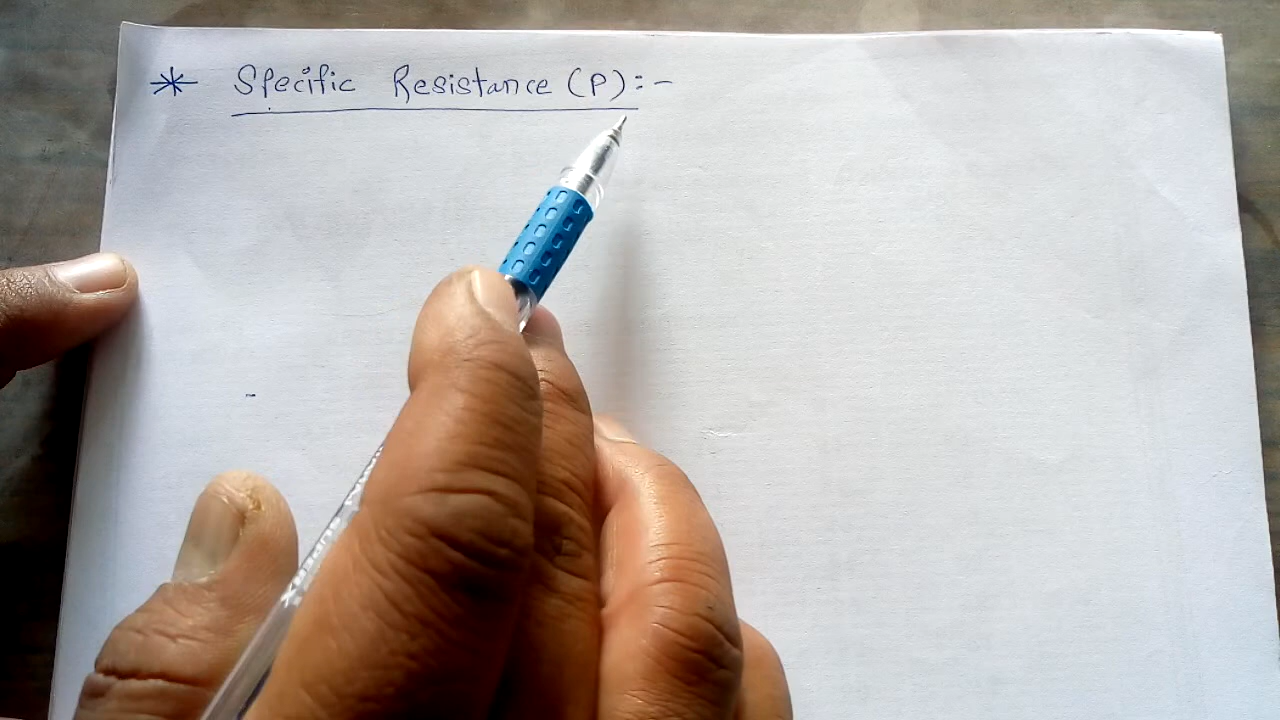 * Specific Resistance (ρ):-